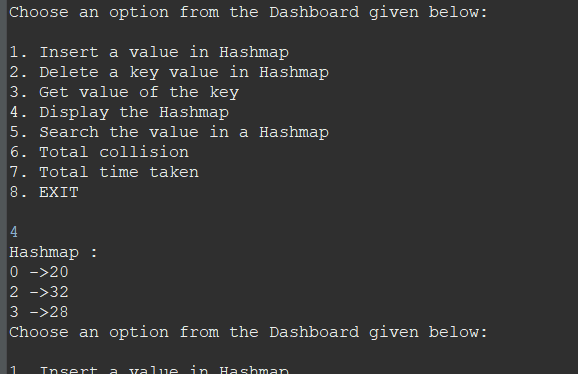 Choose an option from the Dashboard given below:
1. Insert a value in Hashmap
2. Delete a key value in Hashmap
3. Get value of the key
4. Display the Hashmap
5. Search the value in a Hashmap
6. Total collision
7. Total time taken
8. EXIT
4
Hashmap :
0 ->20
2 ->32
3 ->28
Choose an option from the Dashboard given below:
1. Insert a value in Hashmap